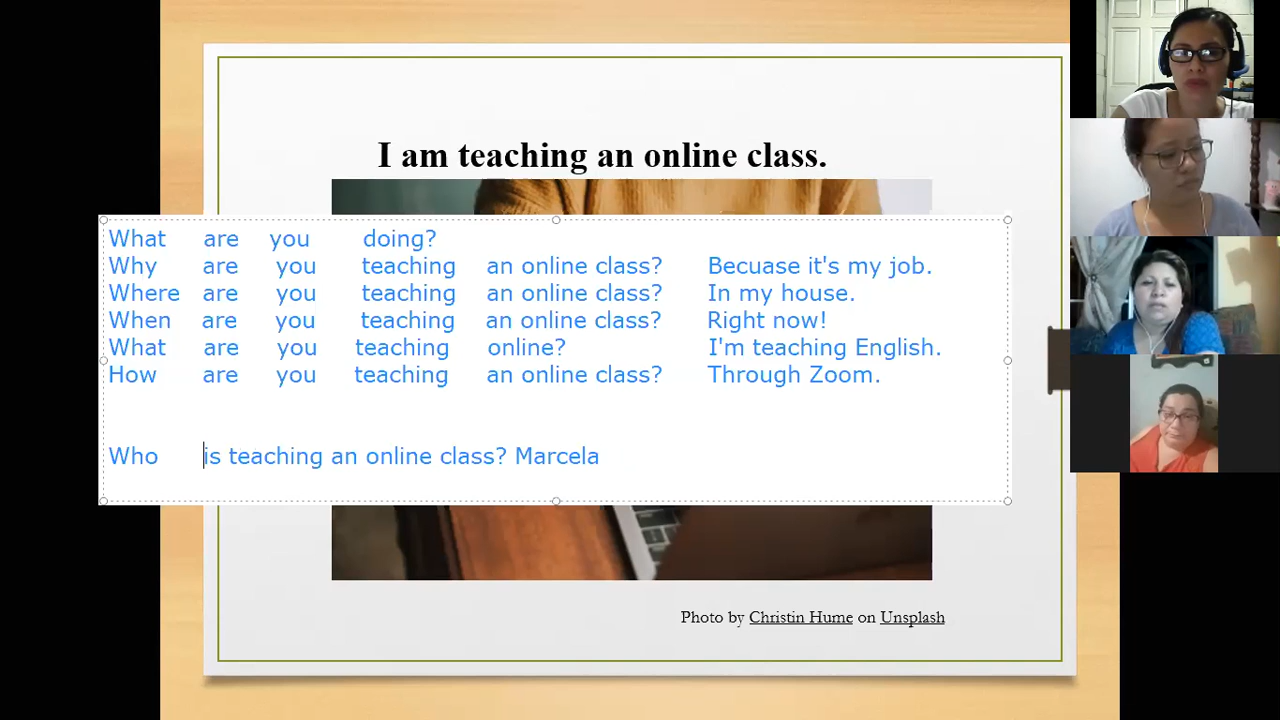 I am teaching an online class.
What are you doing?
Why are you teaching an online class? Becuase it's my job.
Where are you teaching an online class? In my house.
When are you teaching an online class? Right now!
What are you teaching online? I'm teaching English.
How are you teaching an online class? Through Zoom.
Who is teaching an online class? Marcela
Photo by Christin Hume on Unsplash